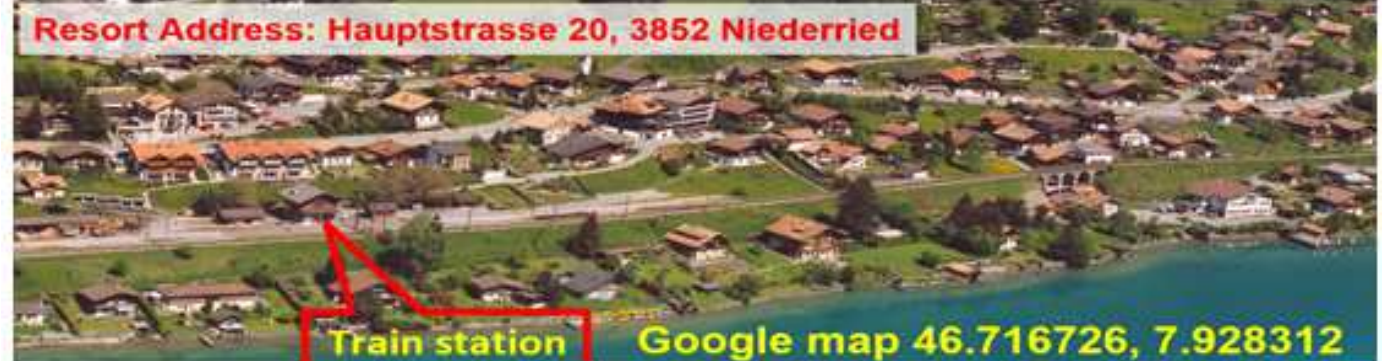 Resort Address: Hauptstrasse 20, 3852 Niederried
Train station
Google map 46.716726, 7.928312